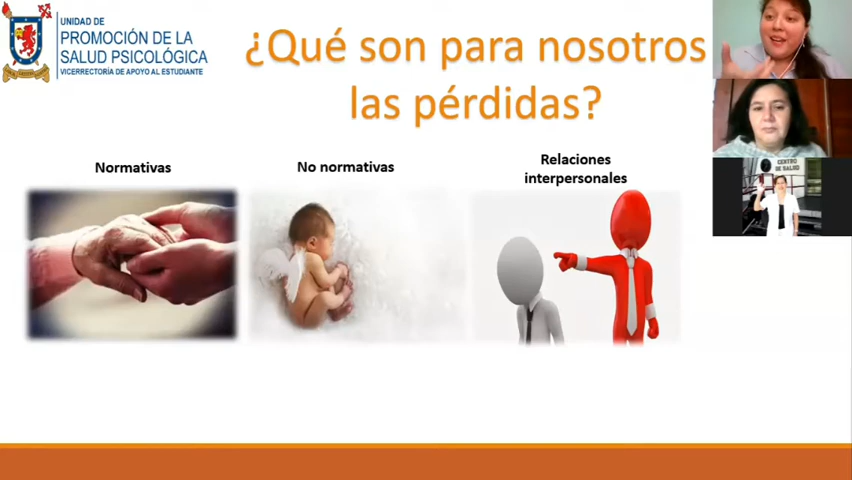 UNIDAD DE
PROMOCIÓN DE LA
SALUD PSICOLÓGICA
VICERRECTORÍA DE APOYO AL ESTUDIANTE
¿Qué son para nosotros
las pérdidas?
Normativas
No normativas
Relaciones
interpersonales
CENTRO
DE SALUD